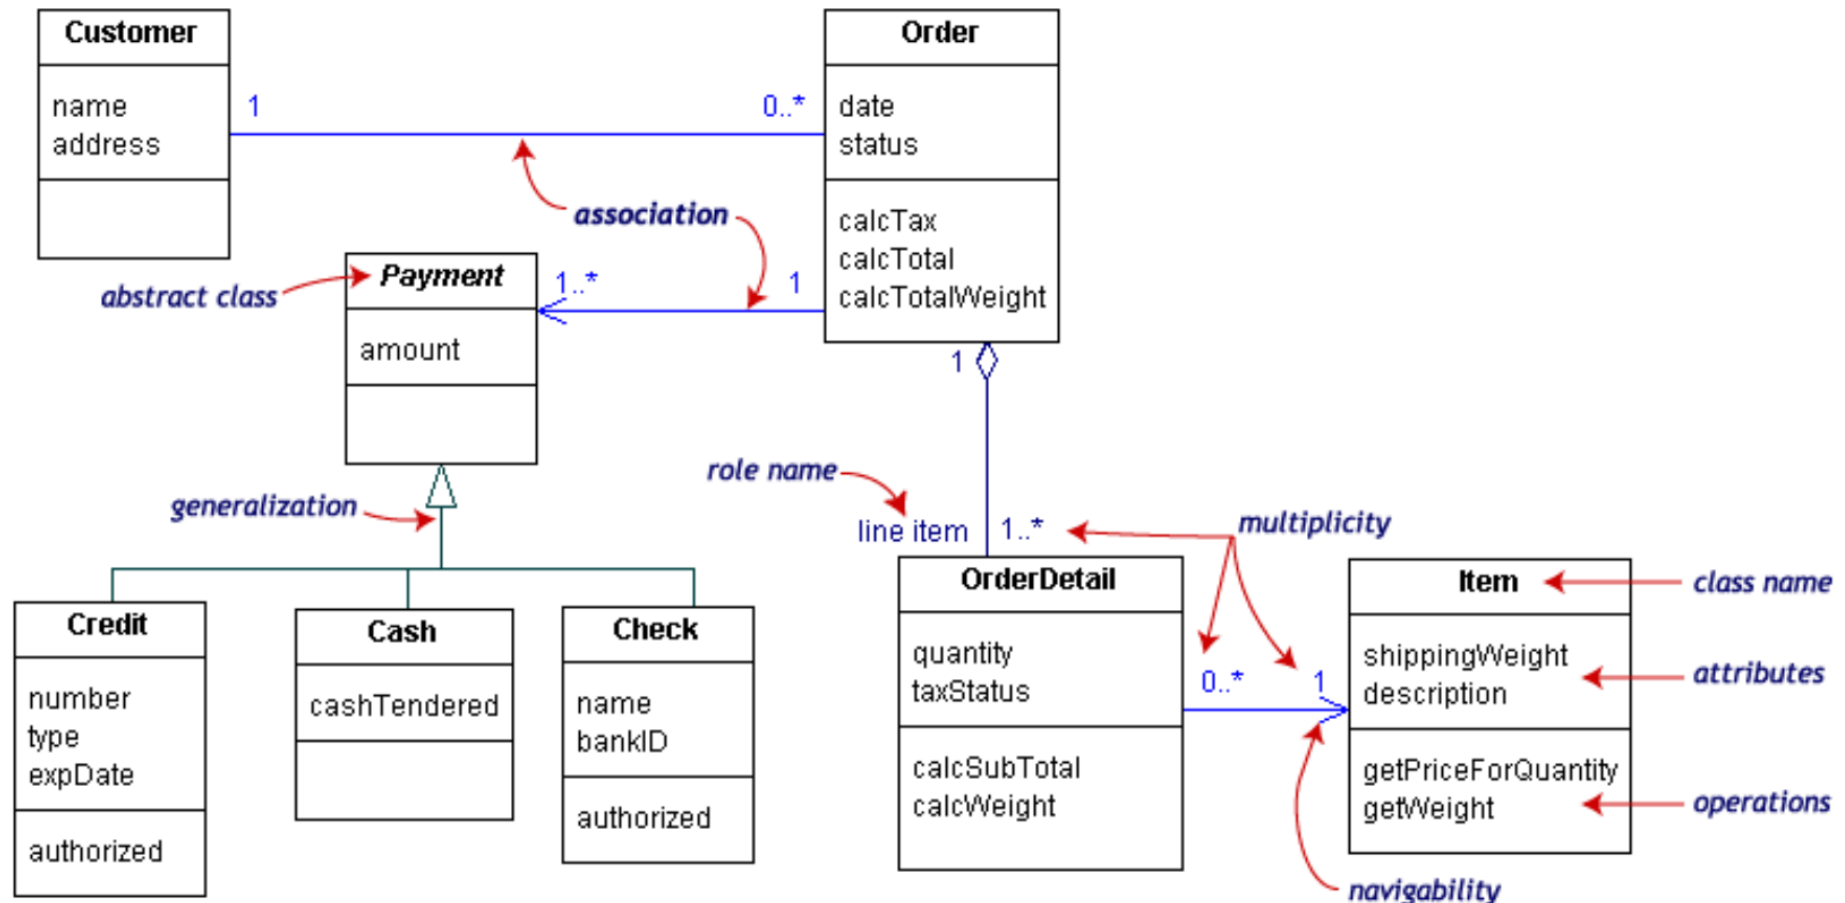 Customer
name
address
1
0..*
Order
date
status
calcTax
calcTotal
calcTotalWeight
association
abstract class
Payment
amount
1..*
1
1
generalization
role name
line item
1..*
multiplicity
Credit
number
type
expDate
authorized
Cash
cashTendered
Check
name
bankID
authorized
OrderDetail
quantity
taxStatus
calcSubTotal
calcWeight
0..*
1
Item
shippingWeight
description
getPriceForQuantity
getWeight
class name
attributes
operations
navigability